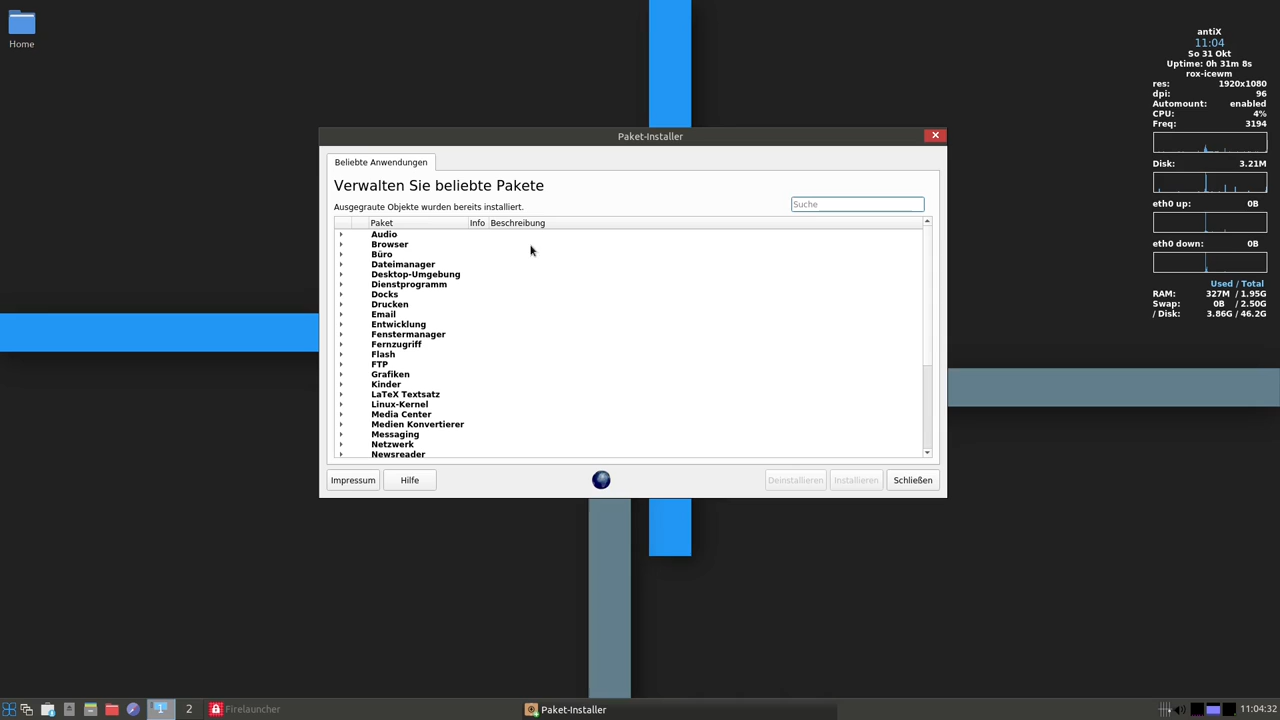 Home
antiX
11:04
So 31 Okt
Uptime: 0h 31m 8s
rox-icewm
res: 1920x1080
dpi: 96
Automount: enabled
CPU: 4%
Freq: 3194
Disk: 3.21M
eth0 up: 0B
eth0 down: 0B
Used / Total
RAM: 327M / 1.95G
Swap: 0B / 2.50G
/ Disk: 3.86G / 46.2G
Paket-Installer
Beliebte Anwendungen
Verwalten Sie beliebte Pakete
Ausgegraute Objekte wurden bereits installiert.
Suche
Paket Info Beschreibung
Audio
Browser
Büro
Dateimanager
Desktop-Umgebung
Dienstprogramm
Docks
Drucken
Email
Entwicklung
Fenstermanager
Fernzugriff
Flash
FTP
Grafiken
Kinder
LaTeX Textsatz
Linux-Kernel
Media Center
Medien Konvertierer
Messaging
Netzwerk
Newsreader
Impressum Hilfe Deinstallieren Installieren Schließen
1 2 Firelauncher Paket-Installer 11:04:32